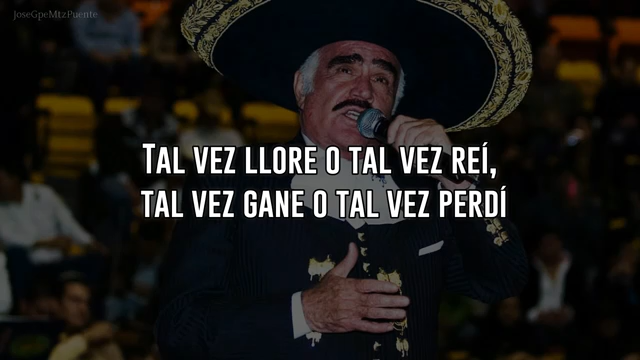 JoseGpeMtzPuente
TAL VEZ LLORE O TAL VEZ REÍ,
TAL VEZ GANE O TAL VEZ PERDÍ